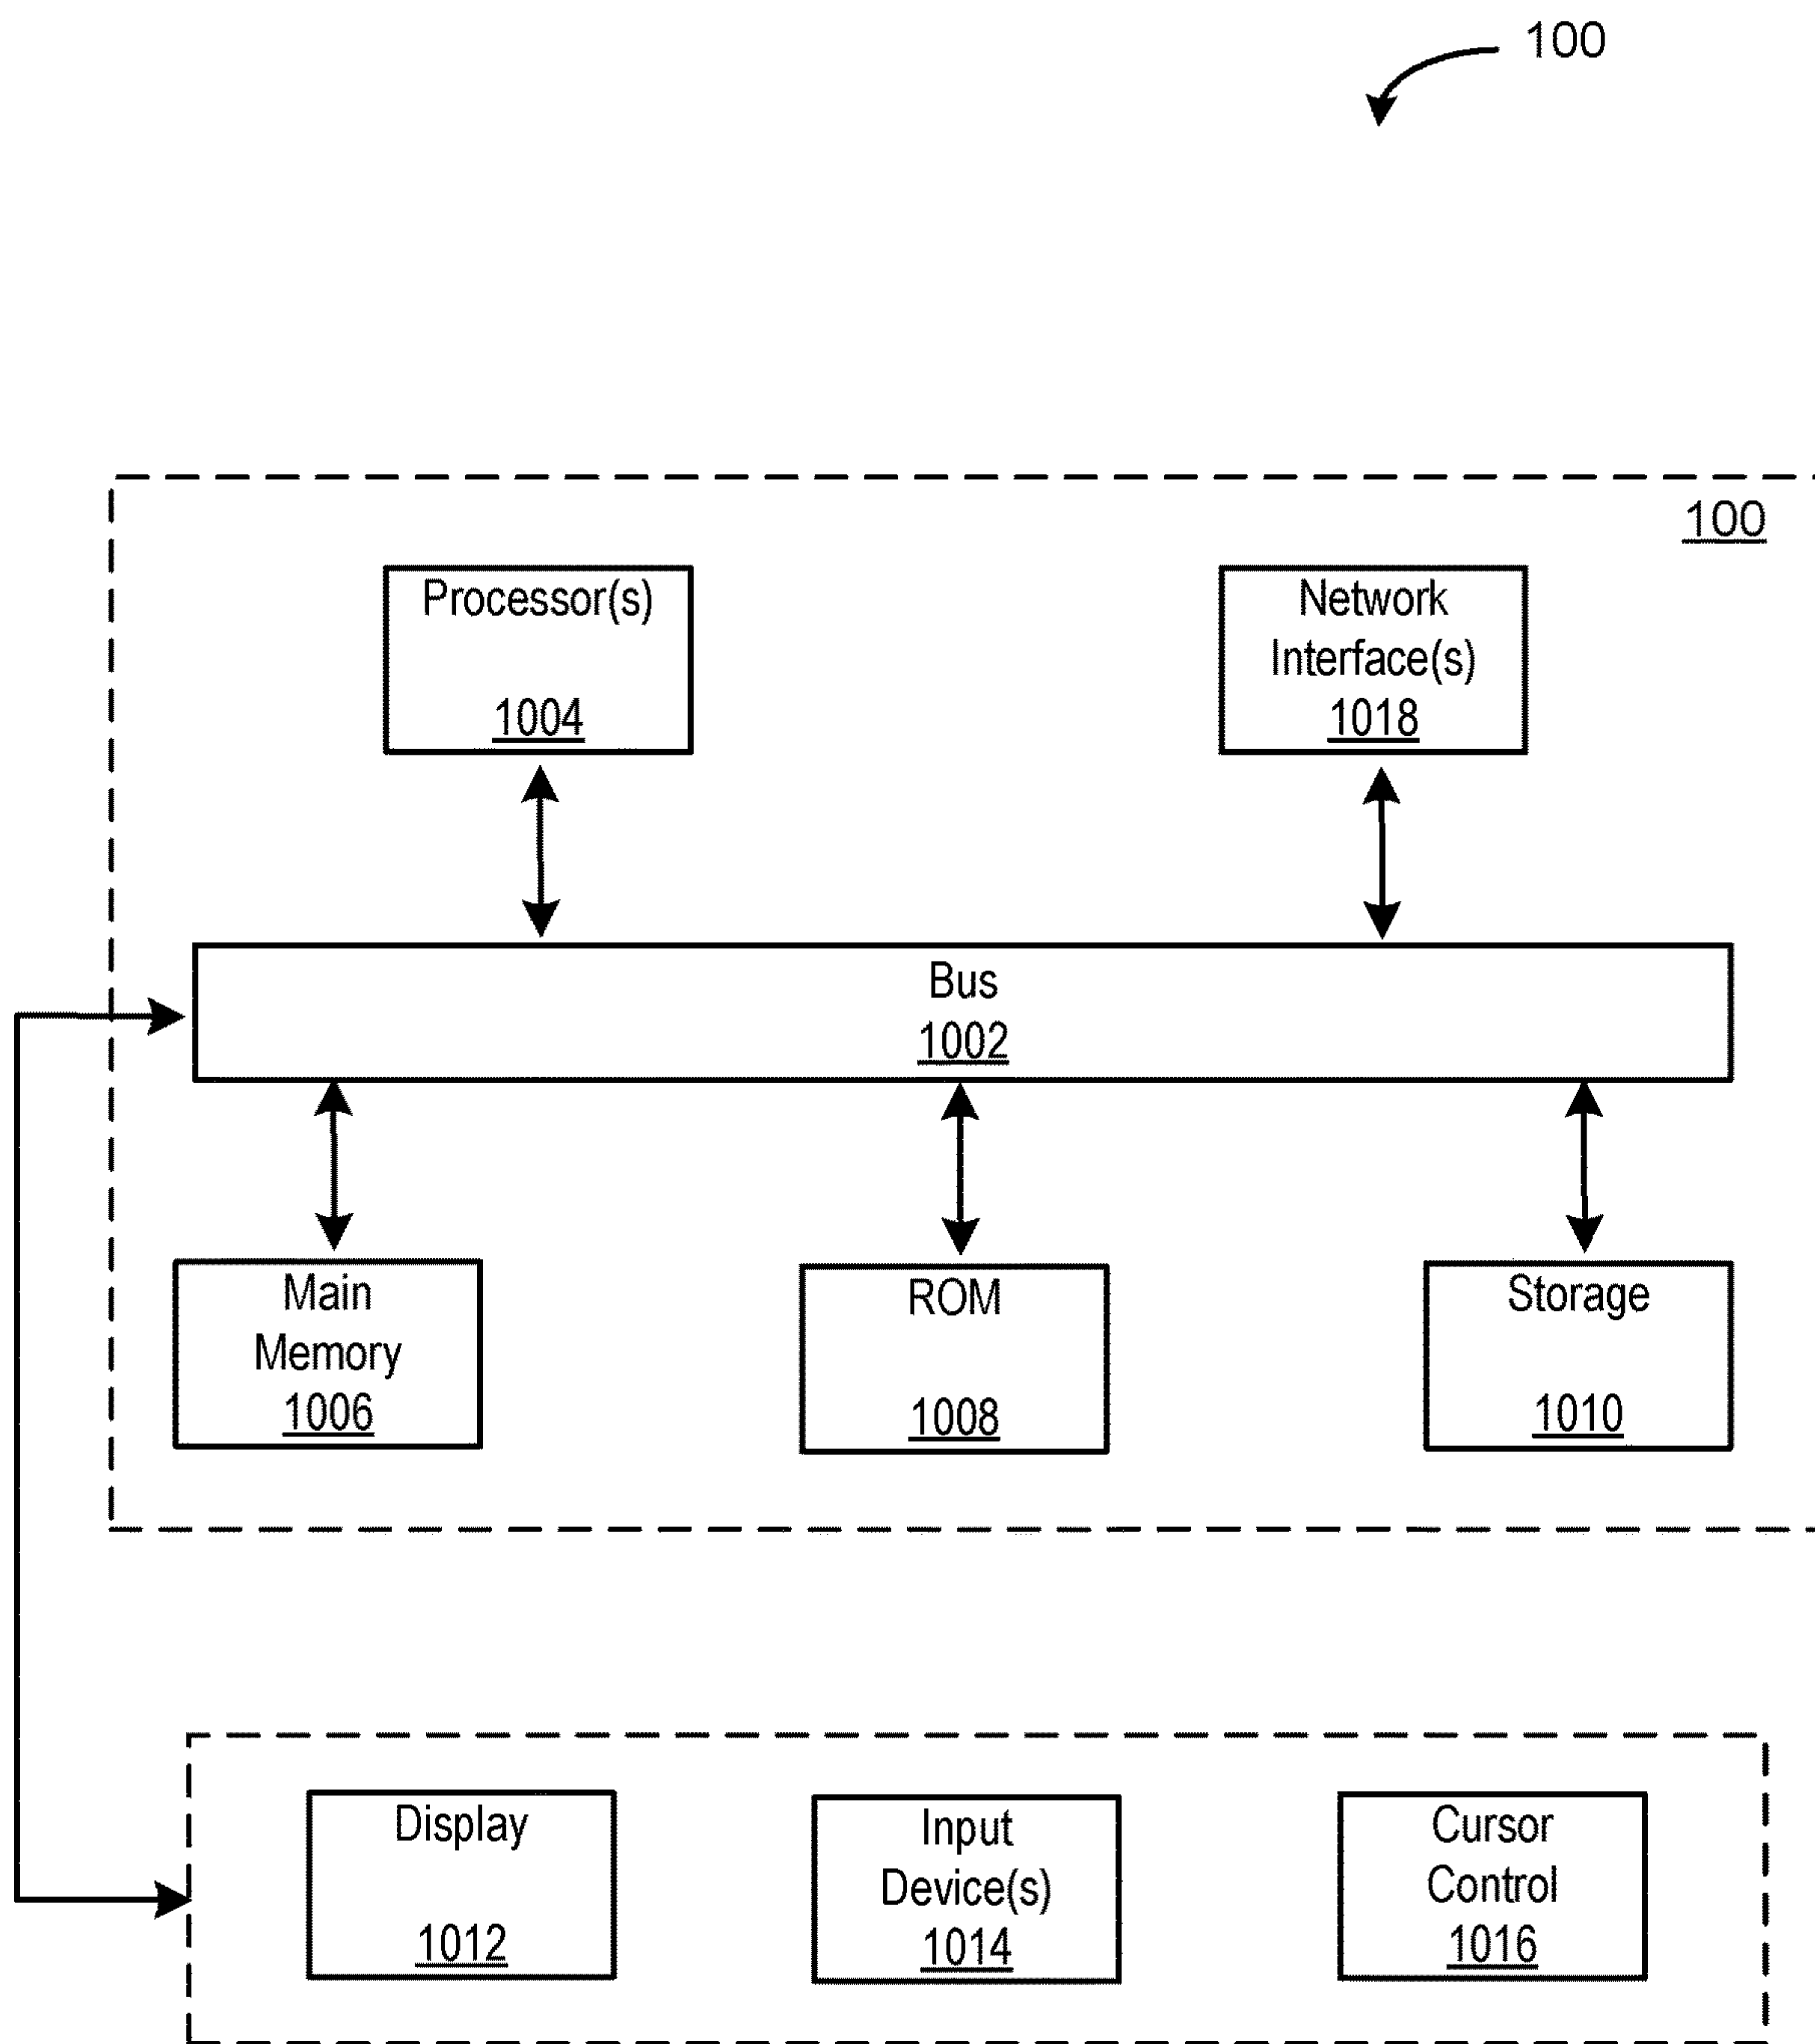 100
100
Processor(s)
1004
Network
Interface(s)
1018
Bus
1002
Main
Memory
1006
ROM
1008
Storage
1010
Display
1012
Input
Device(s)
1014
Cursor
Control
1016